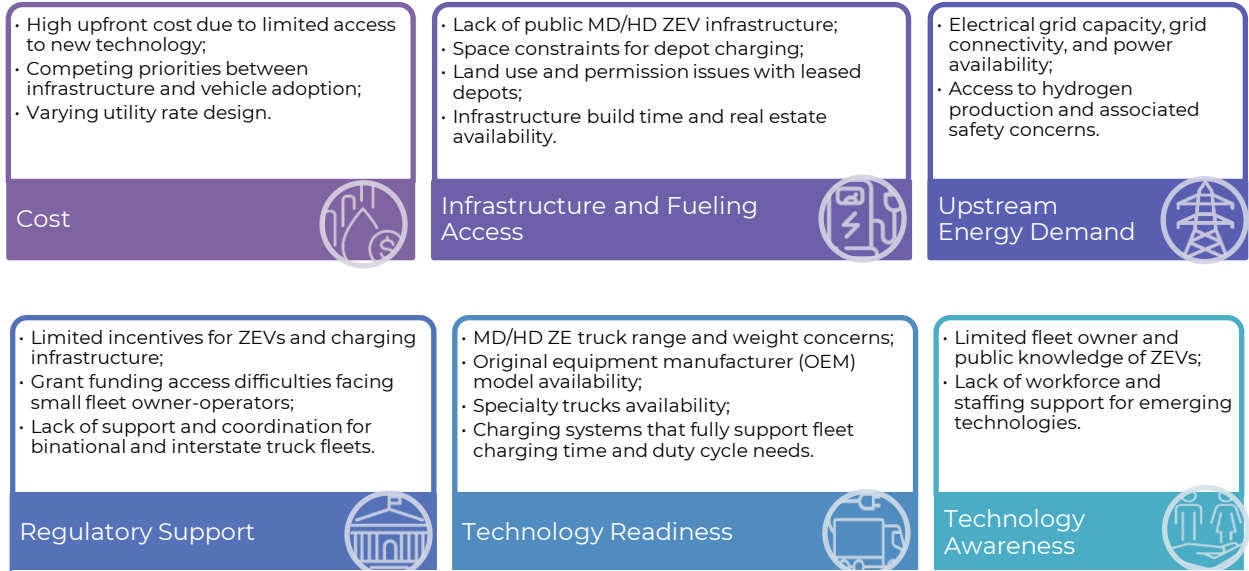 • High upfront cost due to limited access
to new technology;
• Competing priorities between
infrastructure and vehicle adoption;
• Varying utility rate design.
Cost
$
• Lack of public MD/HD ZEV infrastructure;
• Space constraints for depot charging;
• Land use and permission issues with leased
depots;
• Infrastructure build time and real estate
availability.
Infrastructure and Fueling
Access
• Electrical grid capacity, grid
connectivity, and power
availability;
• Access to hydrogen
production and associated
safety concerns.
Upstream
Energy Demand
• Limited incentives for ZEVs and charging
infrastructure;
• Grant funding access difficulties facing
small fleet owner-operators;
• Lack of support and coordination for
binational and interstate truck fleets.
Regulatory Support
• MD/HD ZE truck range and weight concerns;
• Original equipment manufacturer (OEM)
model availability;
• Specialty trucks availability;
• Charging systems that fully support fleet
charging time and duty cycle needs.
Technology Readiness
• Limited fleet owner and
public knowledge of ZEVs;
• Lack of workforce and
staffing support for emerging
technologies.
Technology
Awareness